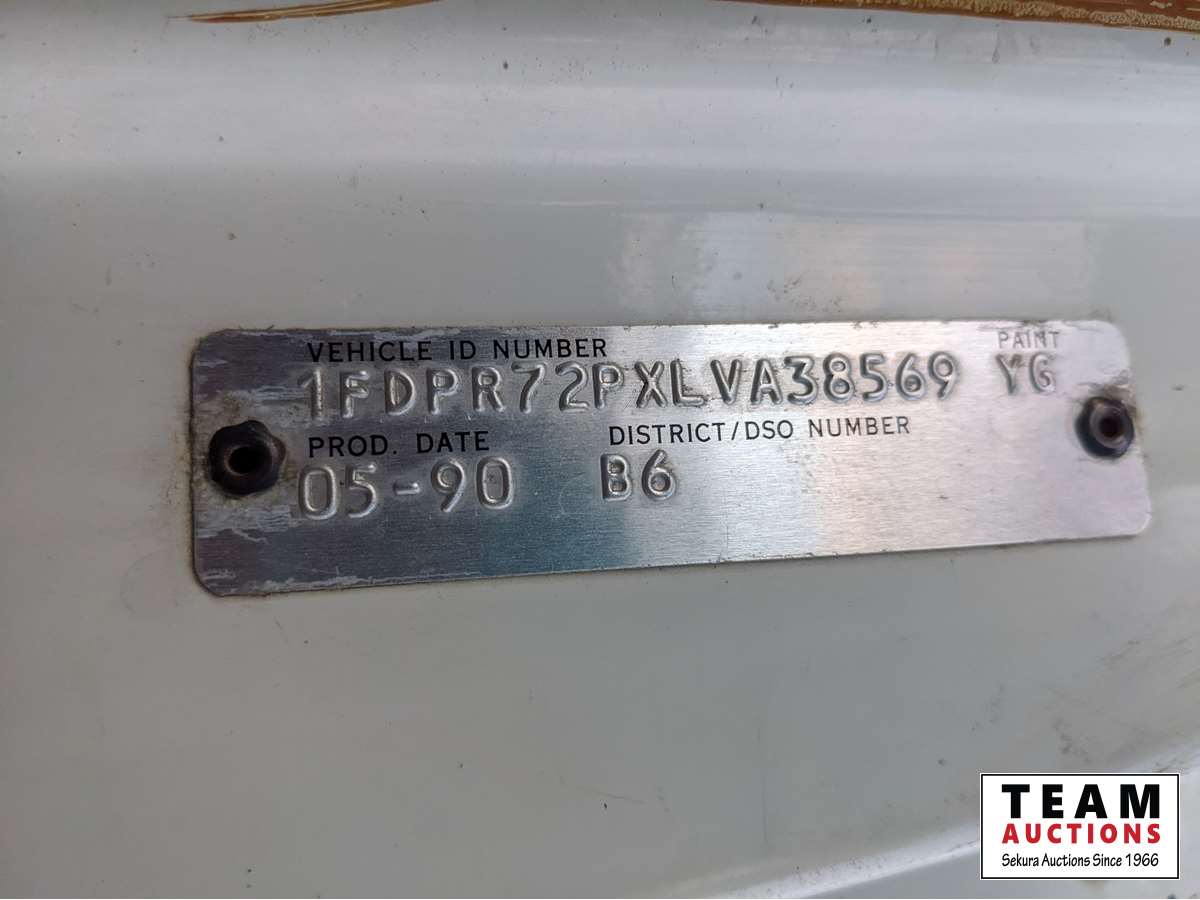 VEHICLE ID NUMBER PAINT
1FDPR72PXLVA38569 YG
PROD. DATE DISTRICT/DSO NUMBER
05-90 B6
TEAM
AUCTIONS
Sekura Auctions Since 1966